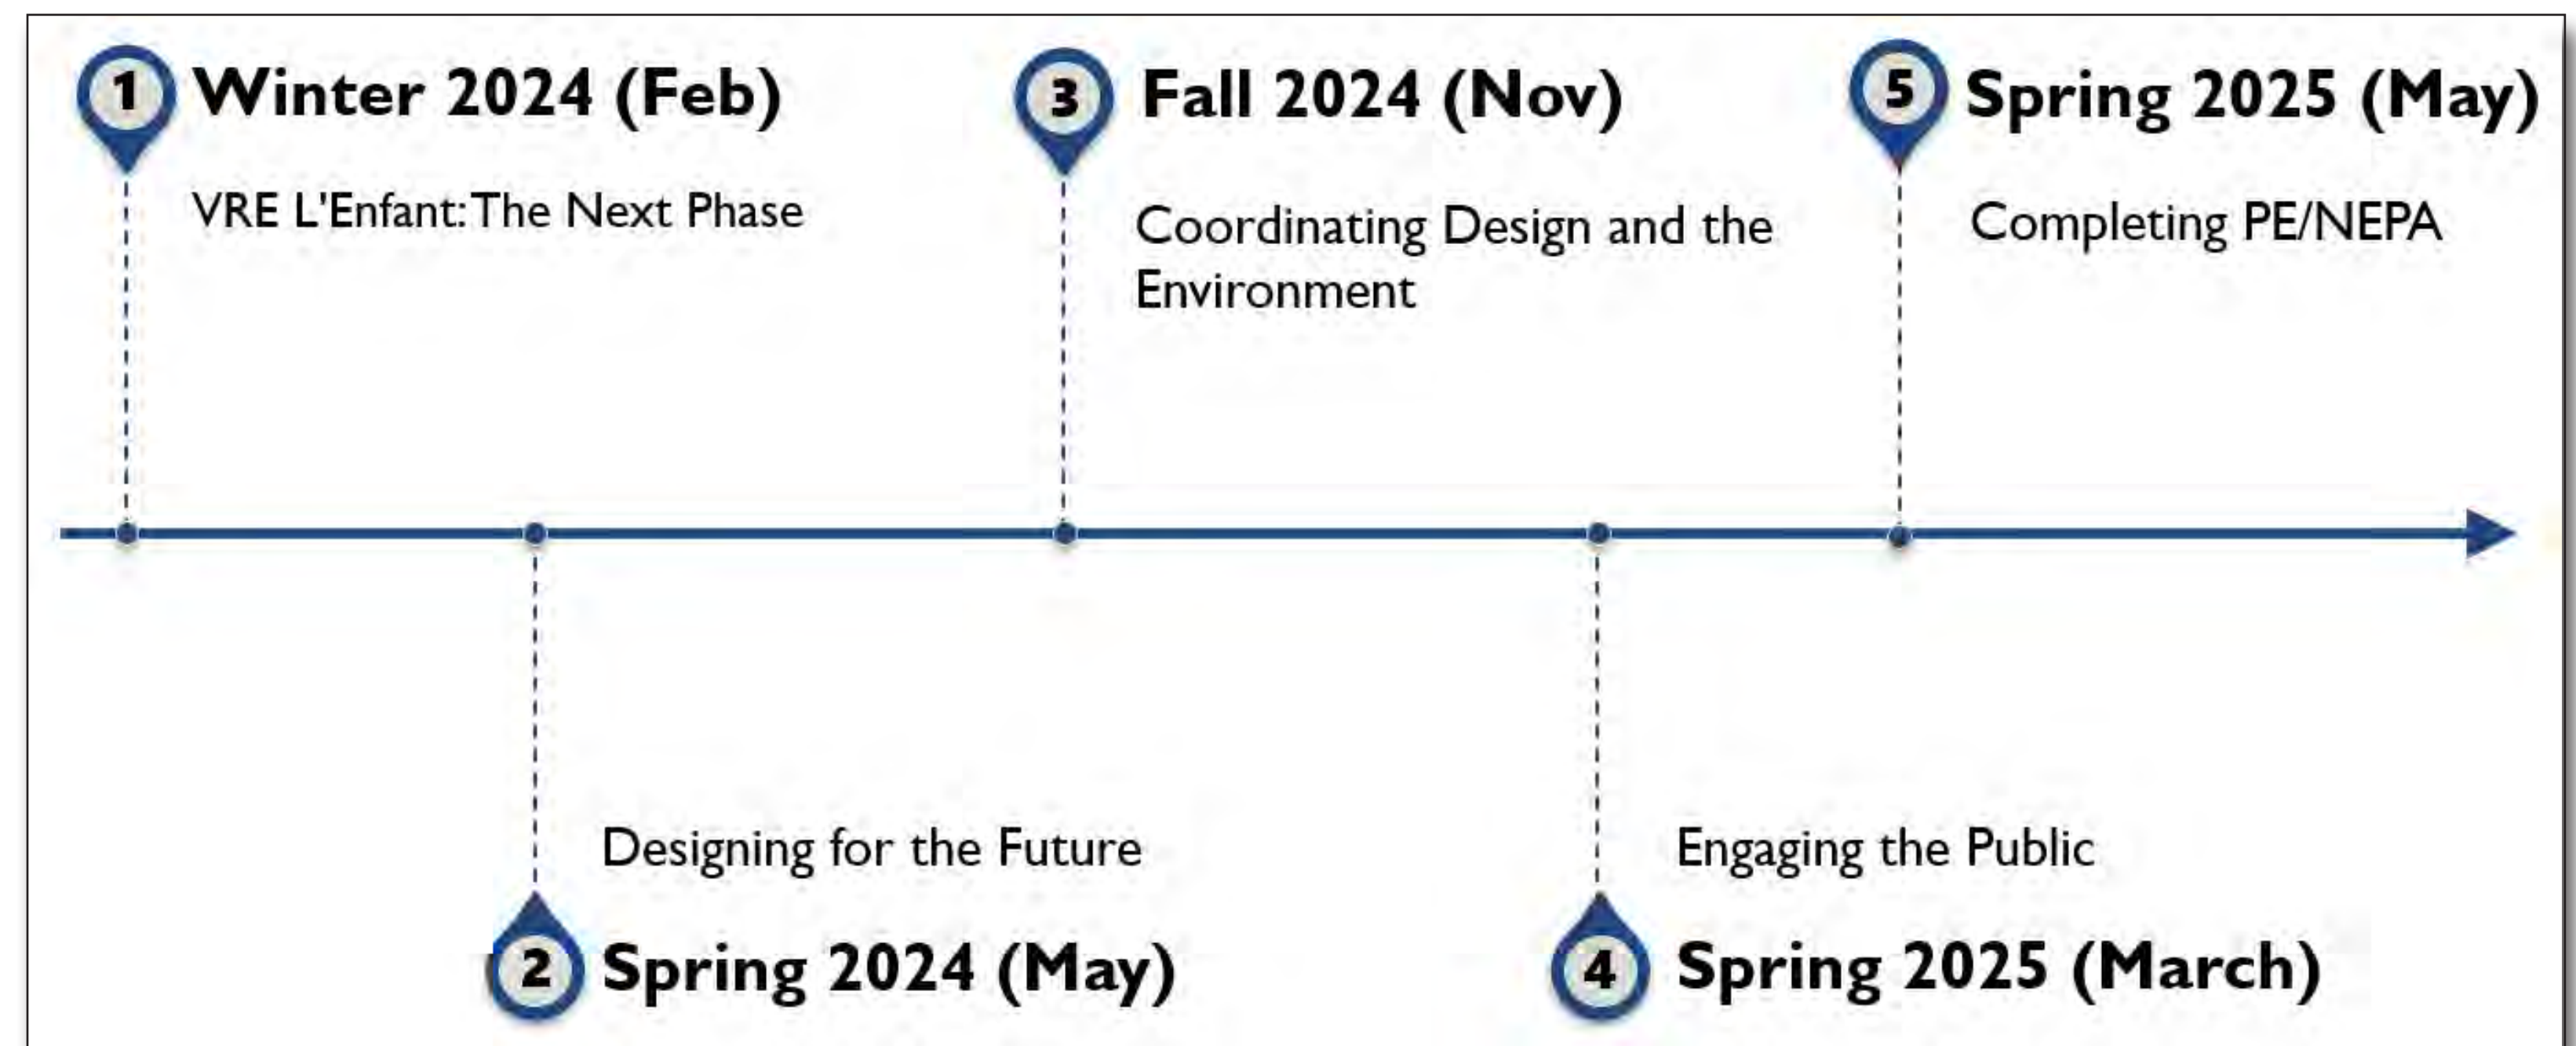 1 Winter 2024 (Feb)
VRE L'Enfant: The Next Phase
3 Fall 2024 (Nov)
Coordinating Design and the
Environment
5 Spring 2025 (May)
Completing PE/NEPA
Designing for the Future
2 Spring 2024 (May)
Engaging the Public
4 Spring 2025 (March)